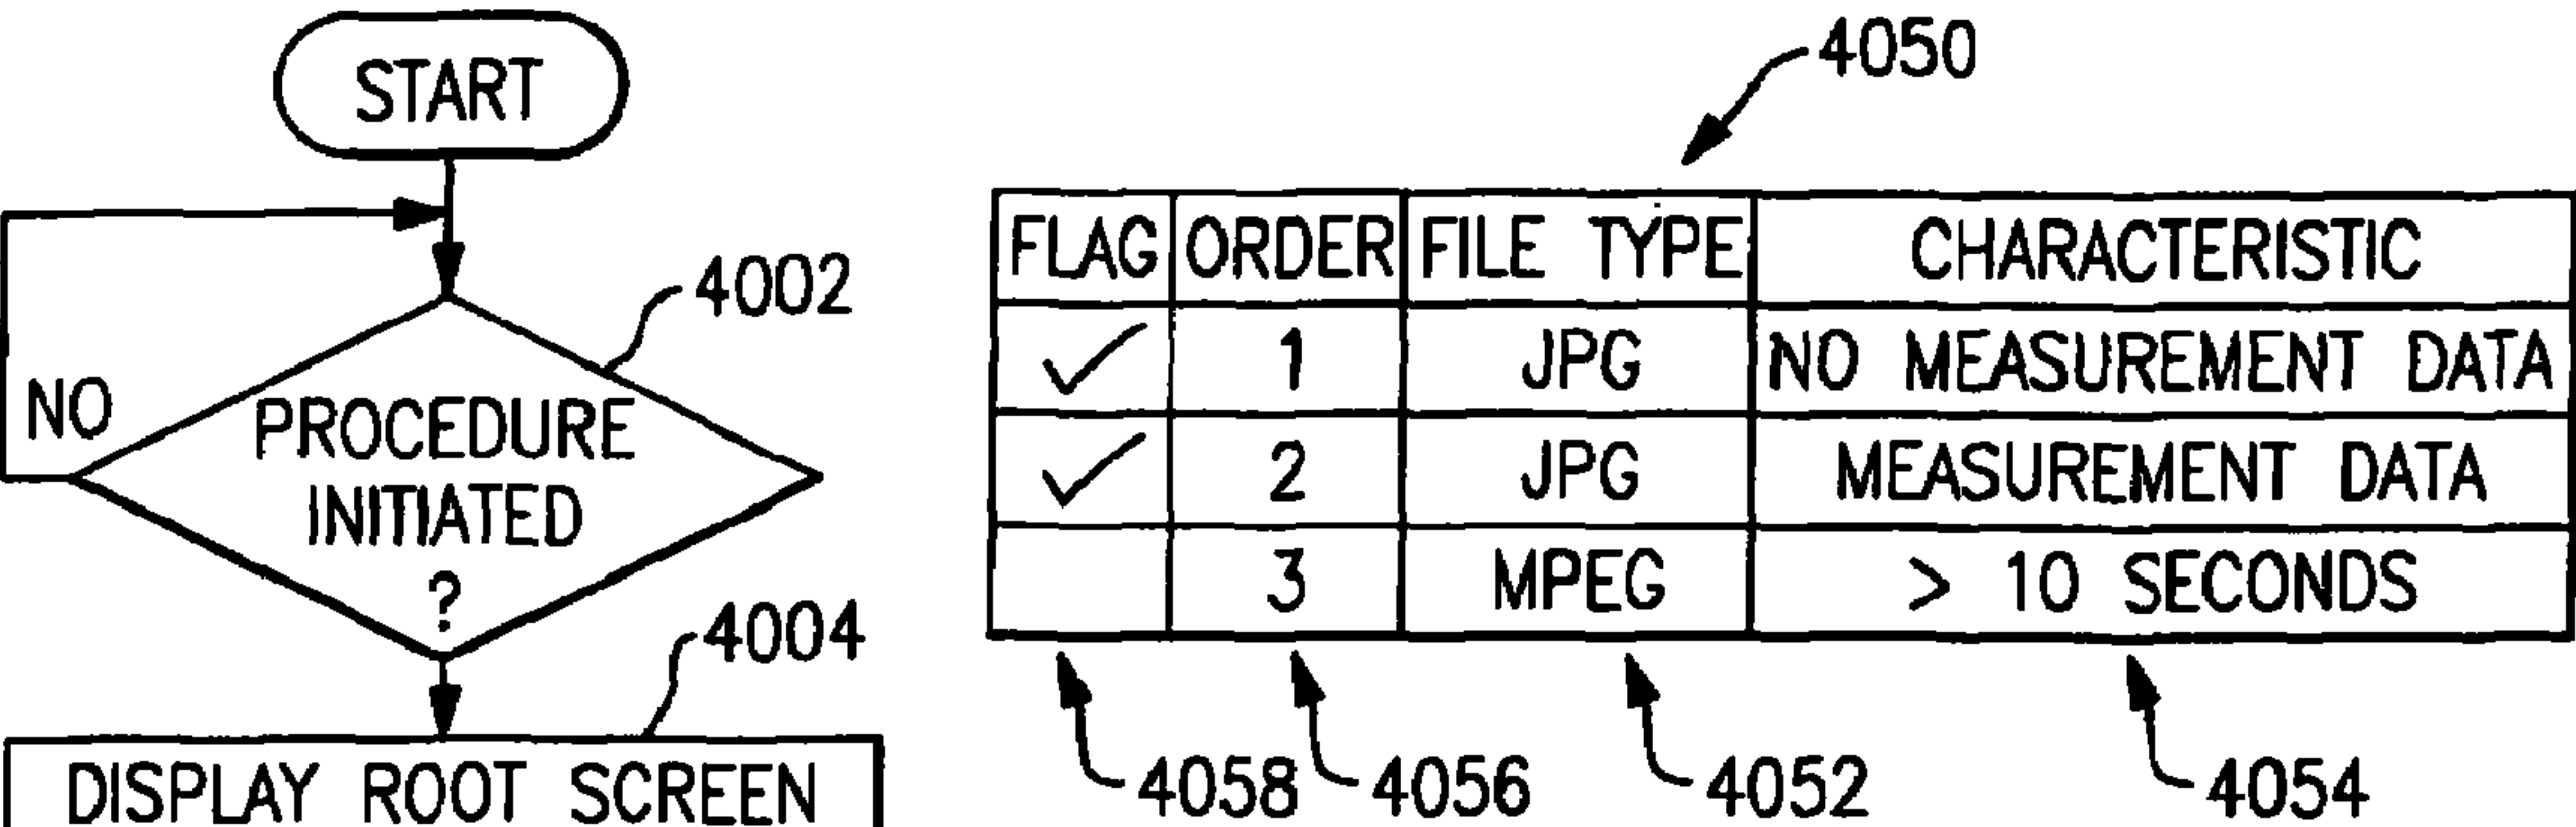 START
4002
NO
PROCEDURE
INITIATED
?
4004
DISPLAY ROOT SCREEN
4050
FLAG ORDER FILE TYPE CHARACTERISTIC
✓ 1 JPG NO MEASUREMENT DATA
✓ 2 JPG MEASUREMENT DATA
3 MPEG > 10 SECONDS
4058 4056 4052 4054